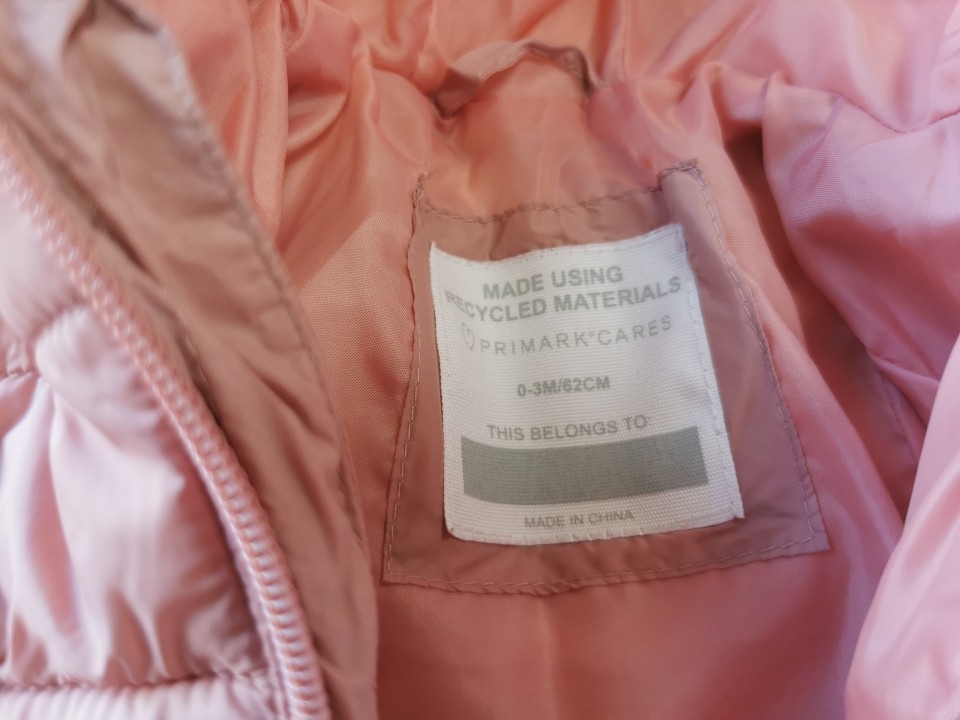 MADE USING
RECYCLED MATERIALS
PRIMARK®CARES
0-3M/62CM
THIS BELONGS TO:
MADE IN CHINA